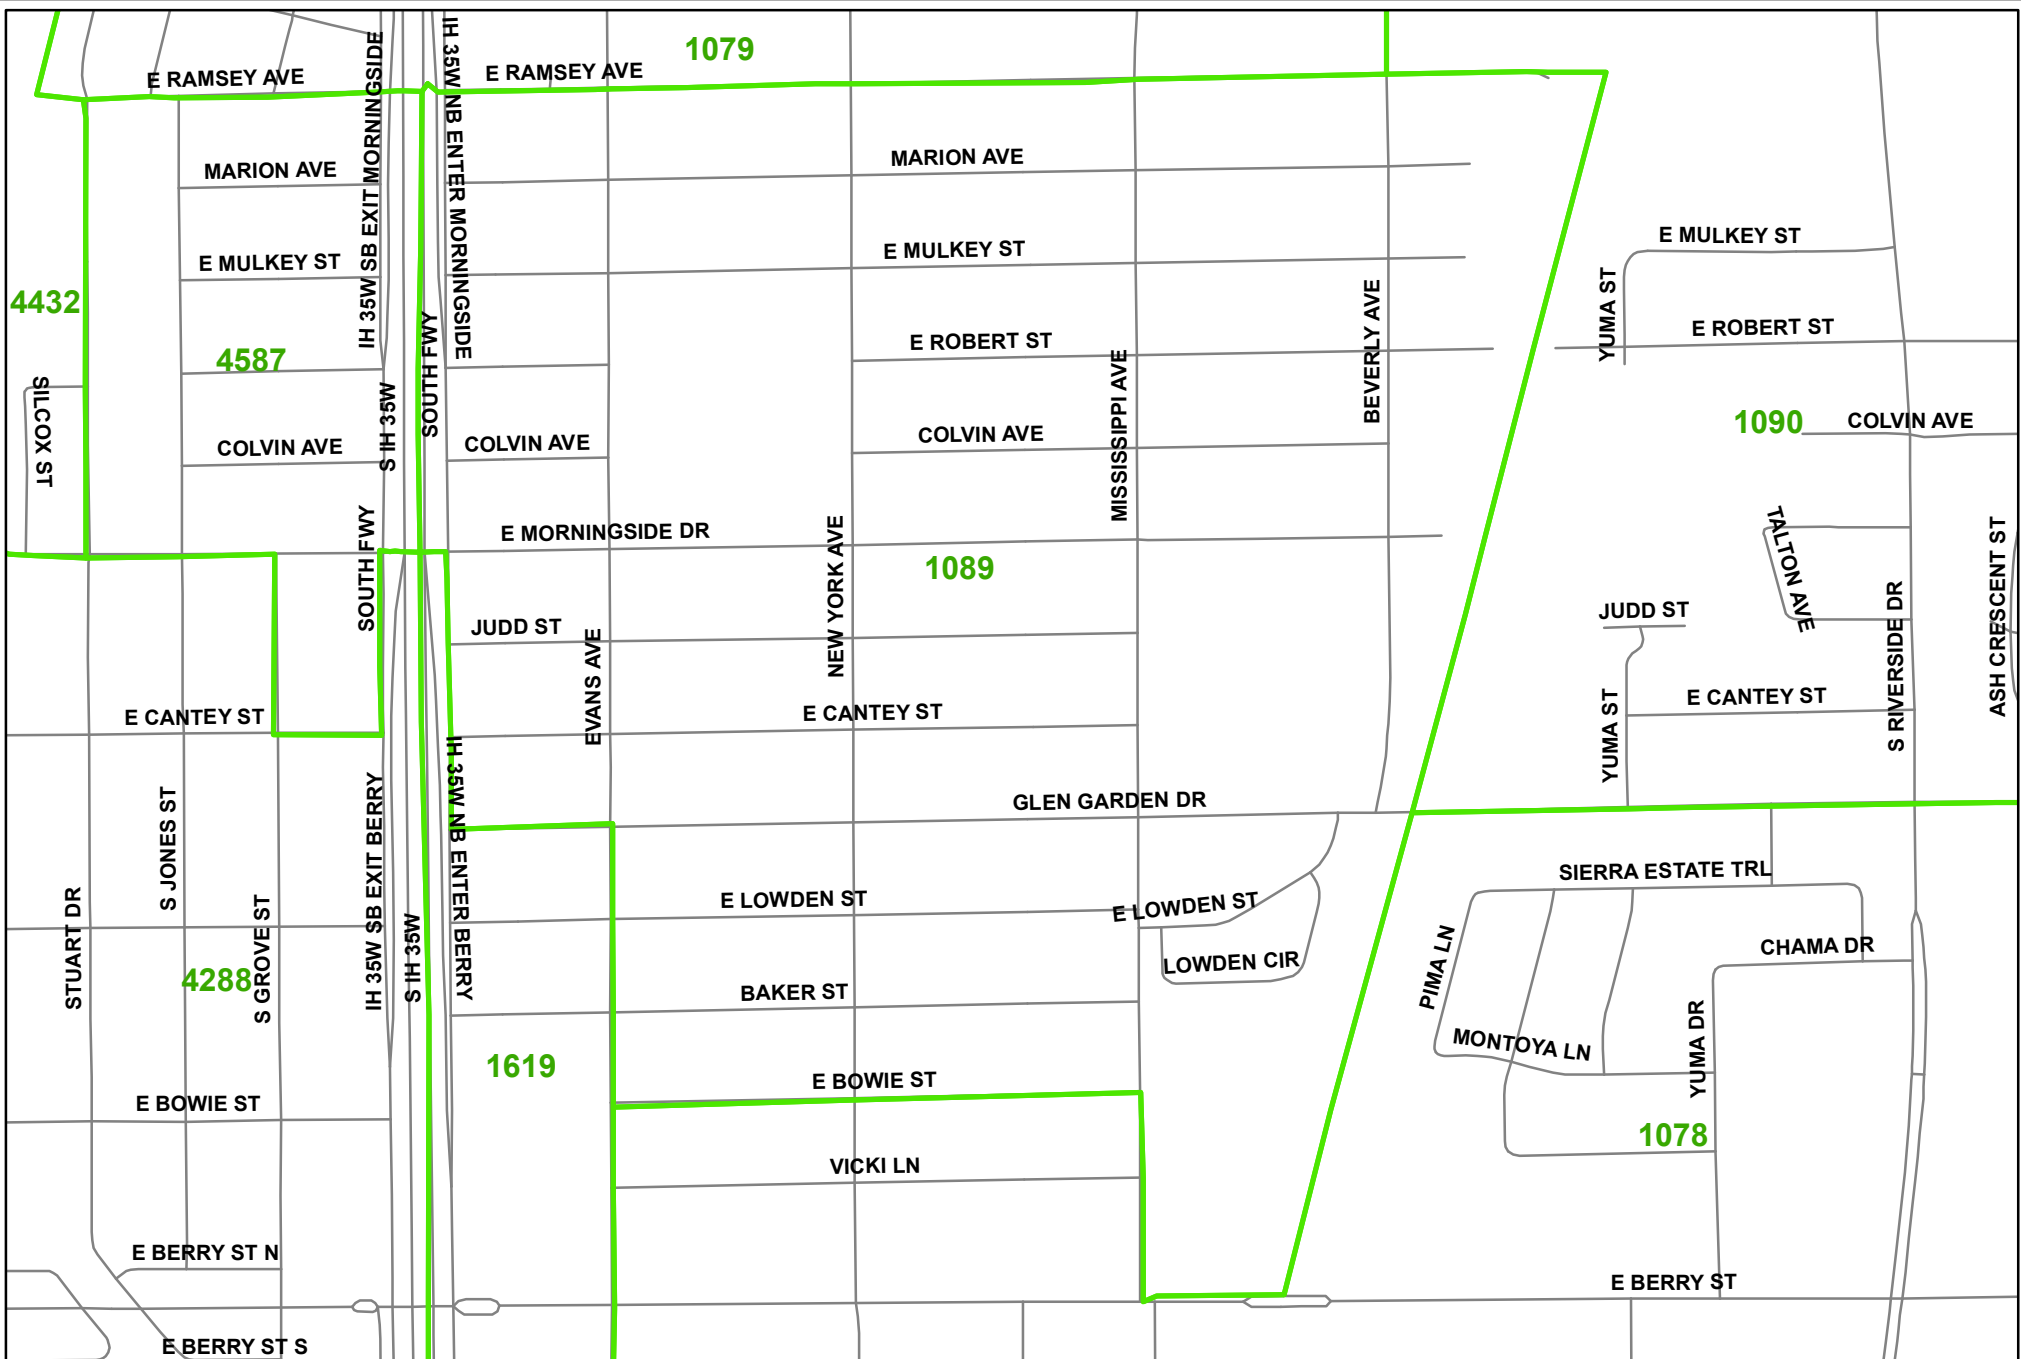 IH 35W SB EXIT MORNINGSIDE
IH 35W NB ENTER MORNINGSIDE
1079
E RAMSEY AVE
E RAMSEY AVE
MARION AVE
MARION AVE
E MULKEY ST
E MULKEY ST
E MULKEY ST
4432
4587
YUMA ST
BEVERLY AVE
E ROBERT ST
E ROBERT ST
SOUTH FWY
MISSISSIPPI AVE
SILCOX ST
S IH 35W
COLVIN AVE
COLVIN AVE
COLVIN AVE
1090
COLVIN AVE
SOUTH FWY
E MORNINGSIDE DR
NEW YORK AVE
1089
TALTON AVE
ASH CRESCENT ST
JUDD ST
JUDD ST
EVANS AVE
S RIVERSIDE DR
E CANTEY ST
E CANTEY ST
E CANTEY ST
YUMA ST
IH 35W SB EXIT BERRY
IH 35W NB ENTER BERRY
S JONES ST
GLEN GARDEN DR
SIERRA ESTATE TRL
STUART DR
S GROVE ST
S IH 35W
E LOWDEN ST
E LOWDEN ST
LOWDEN CIR
PIMA LN
CHAMA DR
4288
BAKER ST
MONTOYA LN
YUMA DR
1619
E BOWIE ST
E BOWIE ST
1078
VICKI LN
E BERRY ST N
E BERRY ST
E BERRY ST S